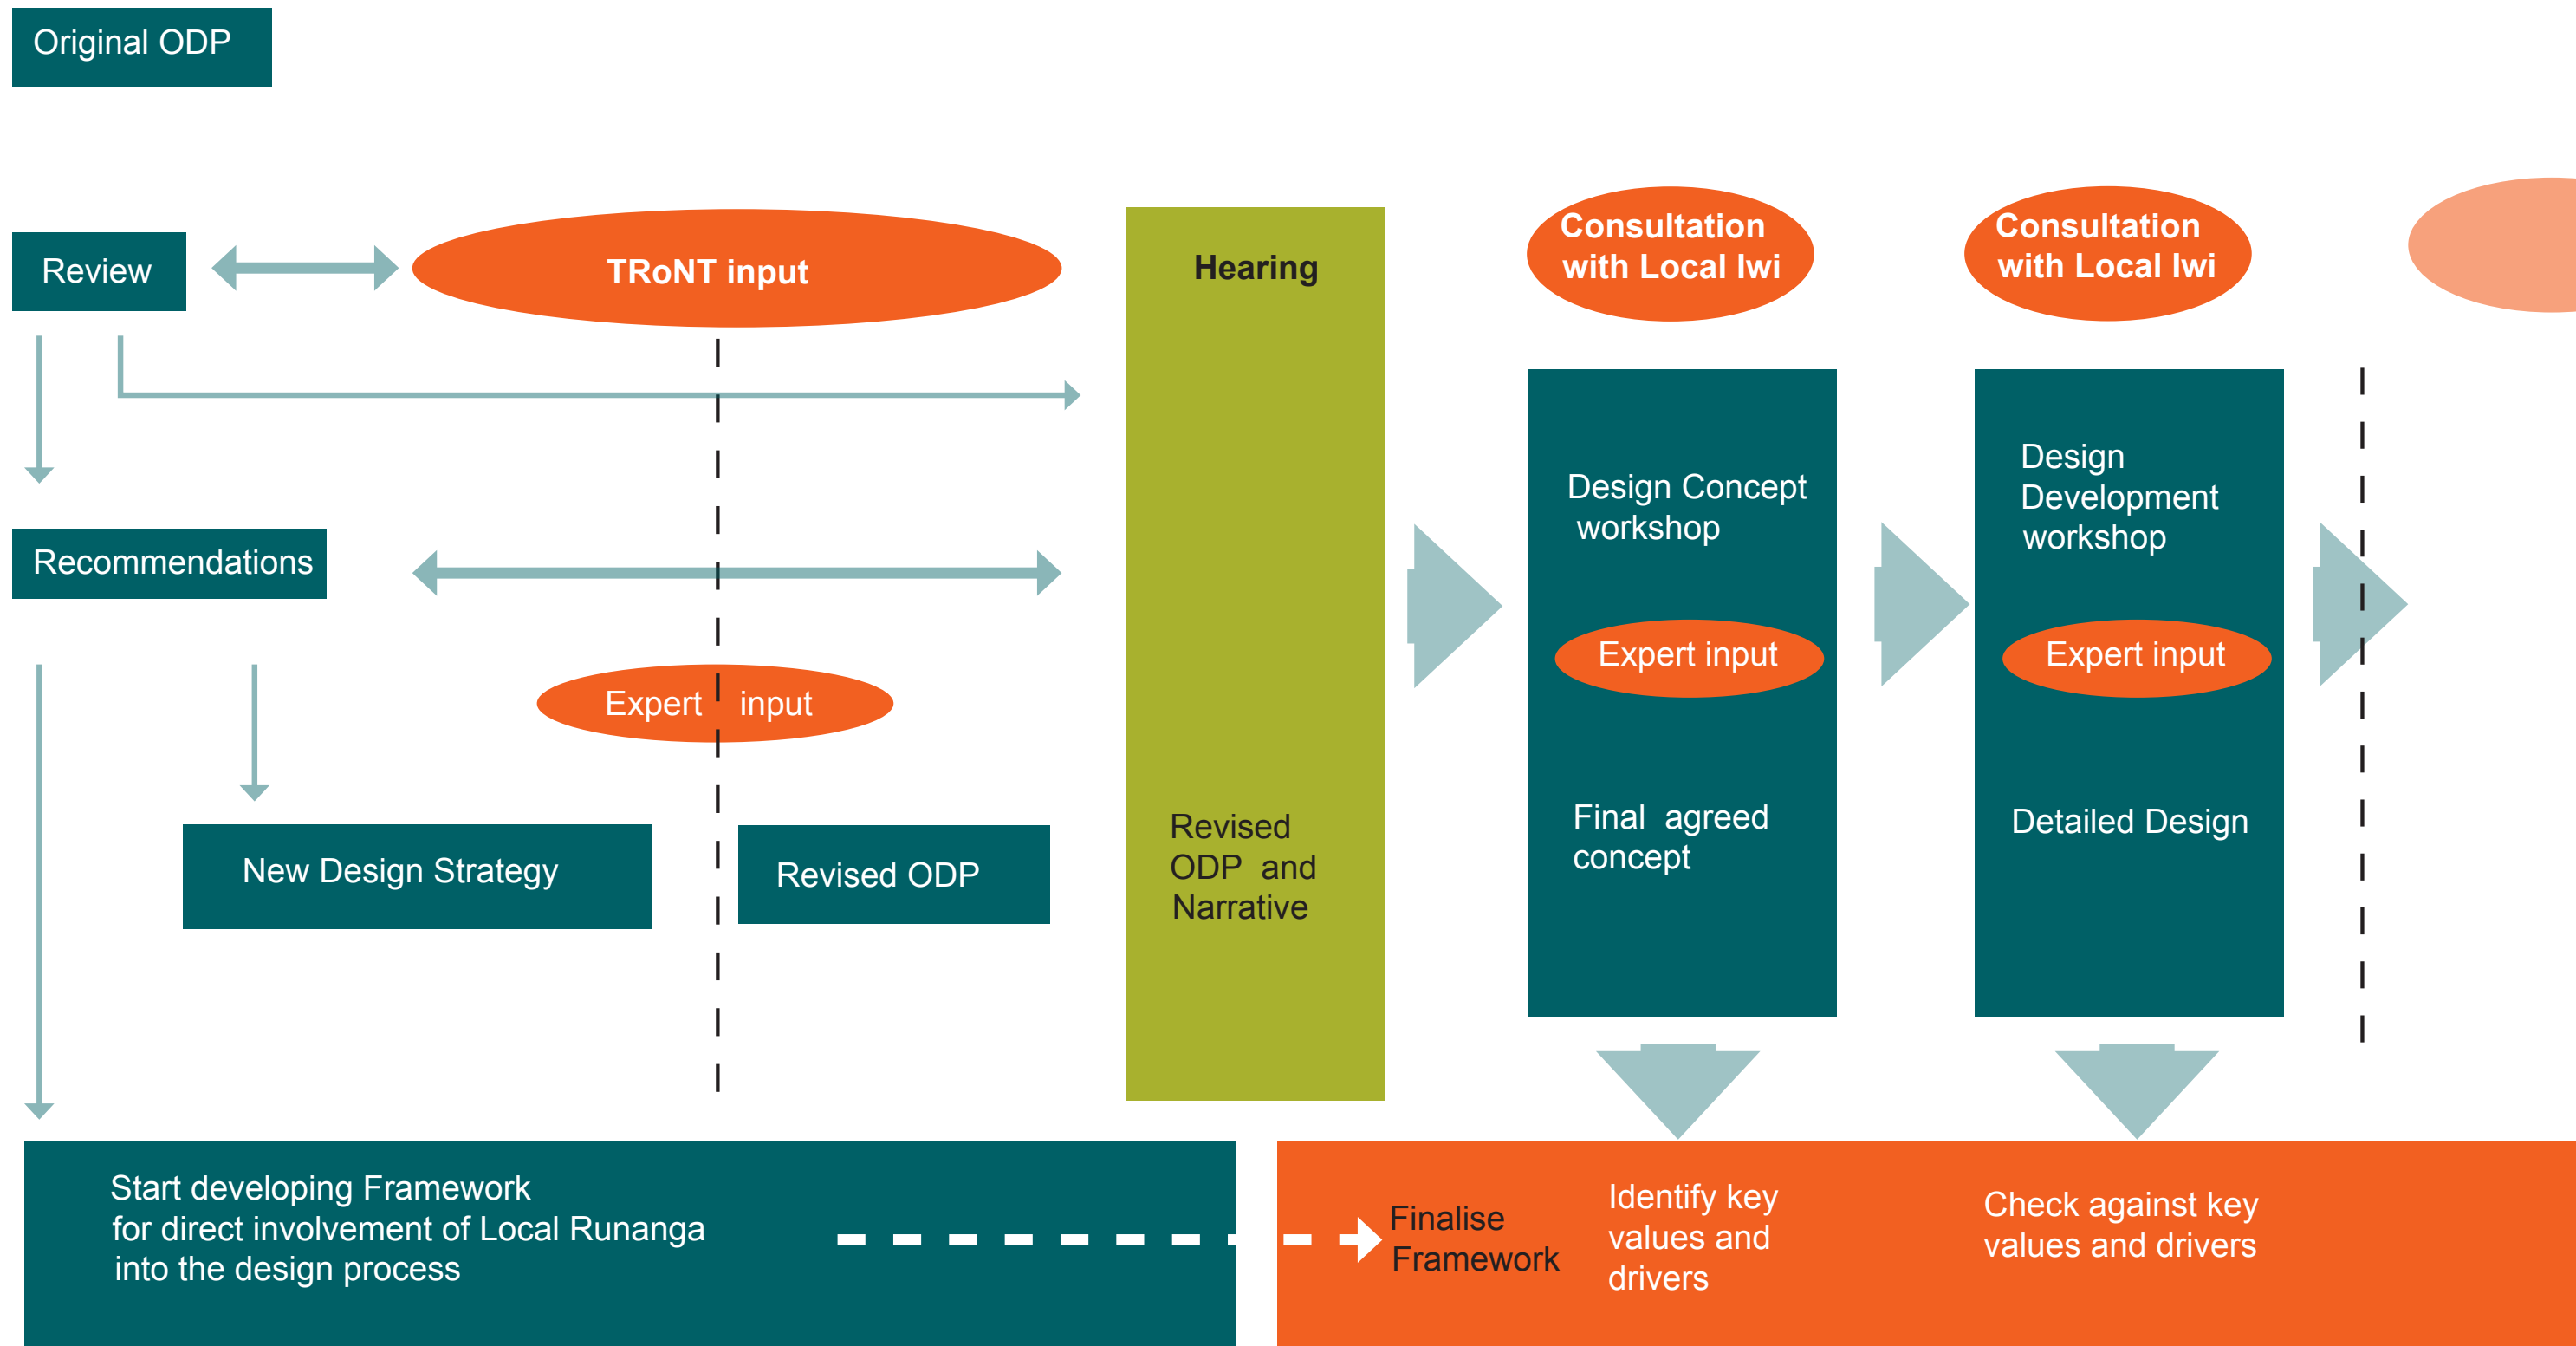 Original ODP
Review
TRoNT input
Hearing
Consultation
with Local Iwi
Consultation
with Local Iwi
Recommendations
Design Concept
workshop
Design
Development
workshop
Expert input
Expert input
Expert input
New Design Strategy
Revised ODP
Revised
ODP and
Narrative
Final agreed
concept
Detailed Design
Start developing Framework
for direct involvement of Local Runanga
into the design process
Finalise
Framework
Identify key
values and
drivers
Check against key
values and drivers